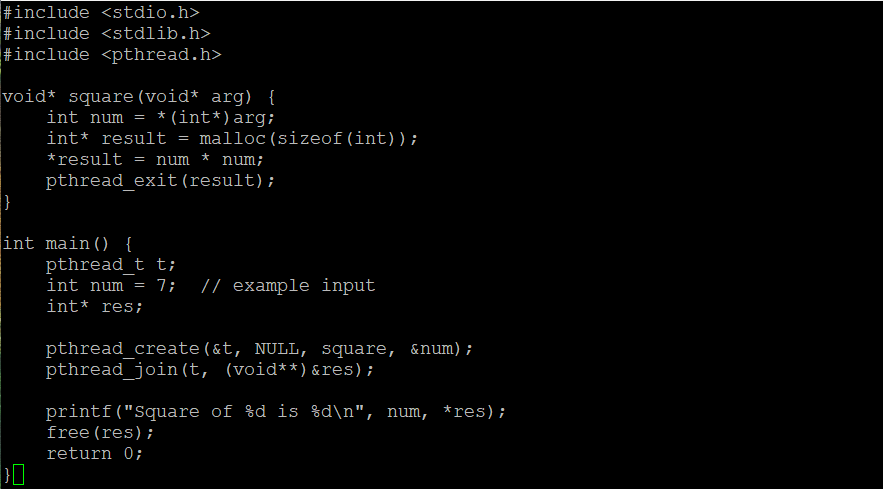 #include <stdio.h>
#include <stdlib.h>
#include <pthread.h>

void* square(void* arg) {
    int num = *(int*)arg;
    int* result = malloc(sizeof(int));
    *result = num * num;
    pthread_exit(result);
}

int main() {
    pthread_t t;
    int num = 7;  // example input
    int* res;

    pthread_create(&t, NULL, square, &num);
    pthread_join(t, (void**)&res);

    printf("Square of %d is %d\n", num, *res);
    free(res);
    return 0;
}